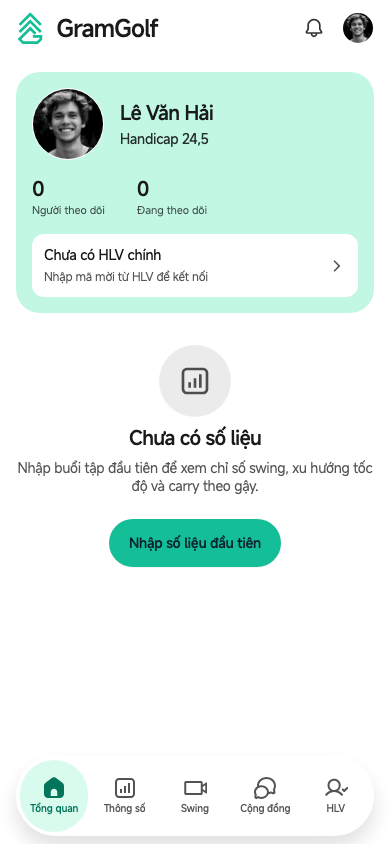 GramGolf
Lê Văn Hải
Handicap 24,5
0
0
Người theo dõi
Đang theo dõi
Chưa có HLV chính
Nhập mã mời từ HLV để kết nối
Chưa có số liệu
Nhập buổi tập đầu tiên để xem chỉ số swing, xu hướng tốc
độ và carry theo gậy.
Nhập số liệu đầu tiên
Tổng quan
Thông số
Swing
Cộng đồng
HLV